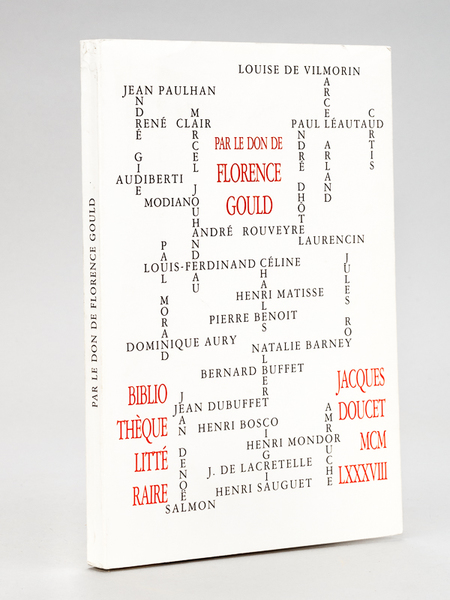 PAR LE DON DE FLORENCE GOULD
LOUISE DE VILMORIN
JEAN PAULHAN
MARCEL ARLAND
ANDRÉ GIDE
MARCEL JOUHANDEAU
CURTIS
RENÉ CLAIR
PAUL LÉAUTAUD
ANDRÉ DHÔTEL
PAR LE DON DE
FLORENCE
GOULD
AUDIBERTI
MODIANO
ANDRÉ ROUVEYRE
LAURENCIN
PAUL MORAND
JULES ROY
LOUIS-FERDINAND CÉLINE
CHARLES ALBERT CINGRIA
HENRI MATISSE
PIERRE BENOIT
DOMINIQUE AURY
NATALIE BARNEY
BERNARD BUFFET
BIBLIO
THÈQUE
LITTÉ
RAIRE
JEAN DENOËL
JEAN DUBUFFET
HENRI BOSCO
AMROUCHE
HENRI MONDOR
J. DE LACRETELLE
HENRI SAUGUET
SALMON
JACQUES
DOUCET
MCM
LXXXVIII